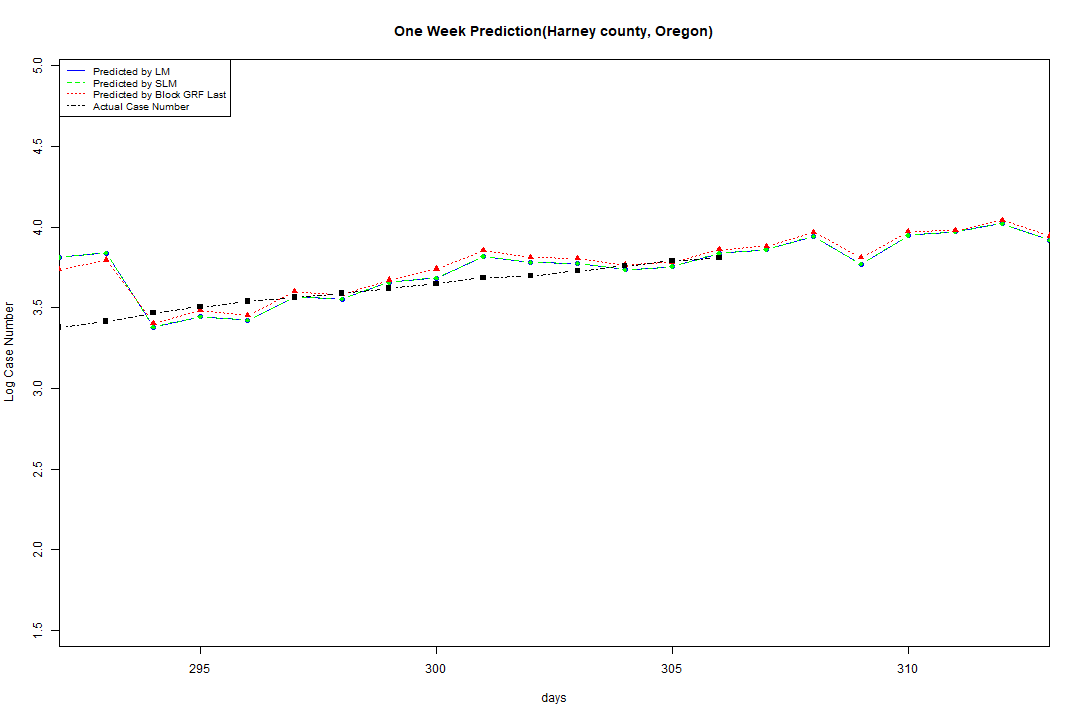 One Week Prediction(Harney county, Oregon)
Predicted by LM
Predicted by SLM
Predicted by Block GRF Last
Actual Case Number
5.0
4.5
4.0
3.5
3.0
2.5
2.0
1.5
Log Case Number
295
300
305
310
days